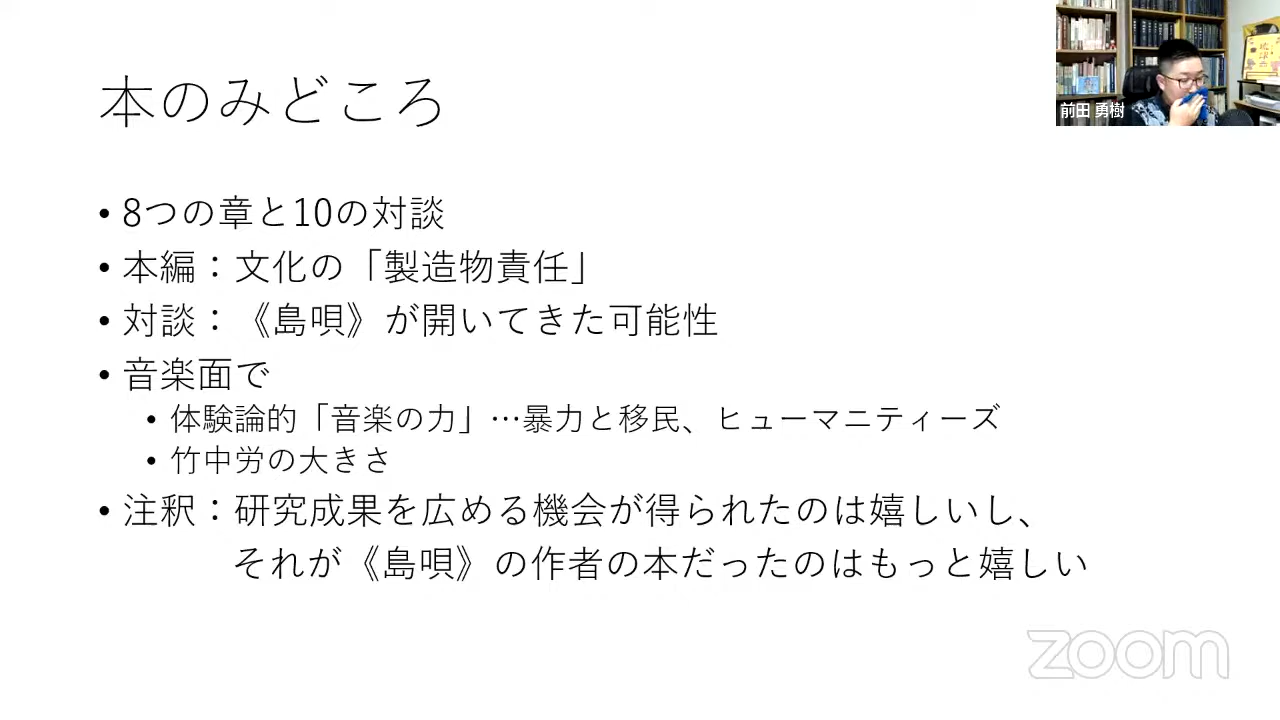 本のみどころ
前田 勇樹
• 8つの章と10の対談
• 本編：文化の「製造物責任」
• 対談：《島唄》が開いてきた可能性
• 音楽面で
• 体験論的「音楽の力」…暴力と移民、ヒューマニティーズ
• 竹中労の大きさ
• 注釈：研究成果を広める機会が得られたのは嬉しいし、
それが《島唄》の作者の本だったのはもっと嬉しい
zoom